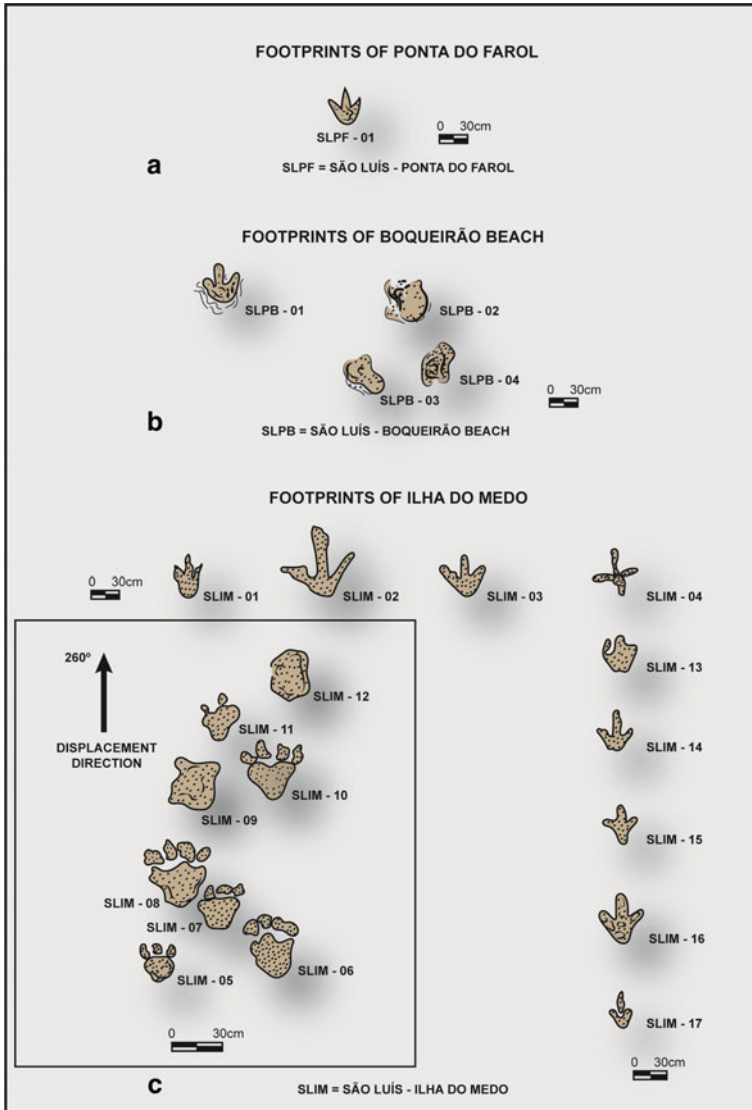 FOOTPRINTS OF PONTA DO FAROL
SLPF - 01
0 30cm
a
SLPF = SÃO LUÍS - PONTA DO FAROL
FOOTPRINTS OF BOQUEIRÃO BEACH
SLPB - 01
SLPB - 02
SLPB - 03
SLPB - 04
0 30cm
b
SLPB = SÃO LUÍS - BOQUEIRÃO BEACH
FOOTPRINTS OF ILHA DO MEDO
0 30cm
SLIM - 01
SLIM - 02
SLIM - 03
SLIM - 04
260º
DISPLACEMENT
DIRECTION
SLIM - 12
SLIM - 11
SLIM - 10
SLIM - 09
SLIM - 08
SLIM - 07
SLIM - 06
SLIM - 05
0 30cm
SLIM - 13
SLIM - 14
SLIM - 15
SLIM - 16
SLIM - 17
0 30cm
c
SLIM = SÃO LUÍS - ILHA DO MEDO